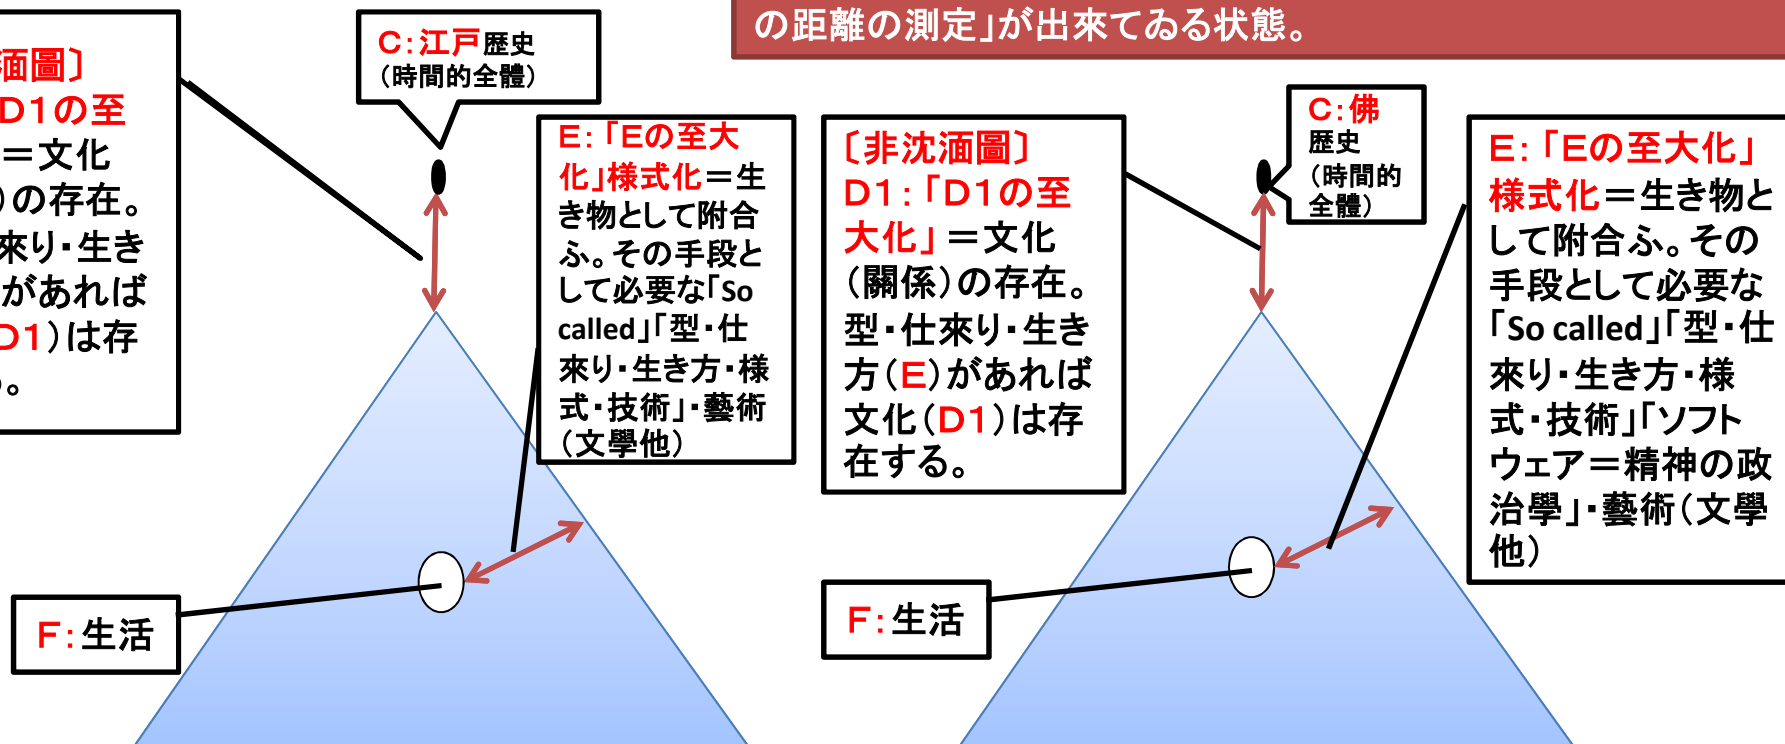 の距離の測定」が出來てゐる状態。
C:江戸歴史
(時間的全體)
湎圖〕
D1の至
=文化
)の存在。
來り・生き
があれば
D1)は存
。
E:「Eの至大
化」様式化=生
き物として附合
ふ。その手段と
して必要な「So
called」「型・仕
來り・生き方・様
式・技術」・藝術
(文學他)
F:生活
〔非沈湎圖〕
D1:「D1の至
大化」=文化
(關係)の存在。
型・仕來り・生き
方(E)があれば
文化(D1)は存
在する。
C:佛
歴史
(時間的
全體)
E:「Eの至大化」
様式化=生き物と
して附合ふ。その
手段として必要な
「So called」「型・仕
來り・生き方・様
式・技術」「ソフト
ウェア=精神の政
治學」・藝術(文學
他)
F:生活